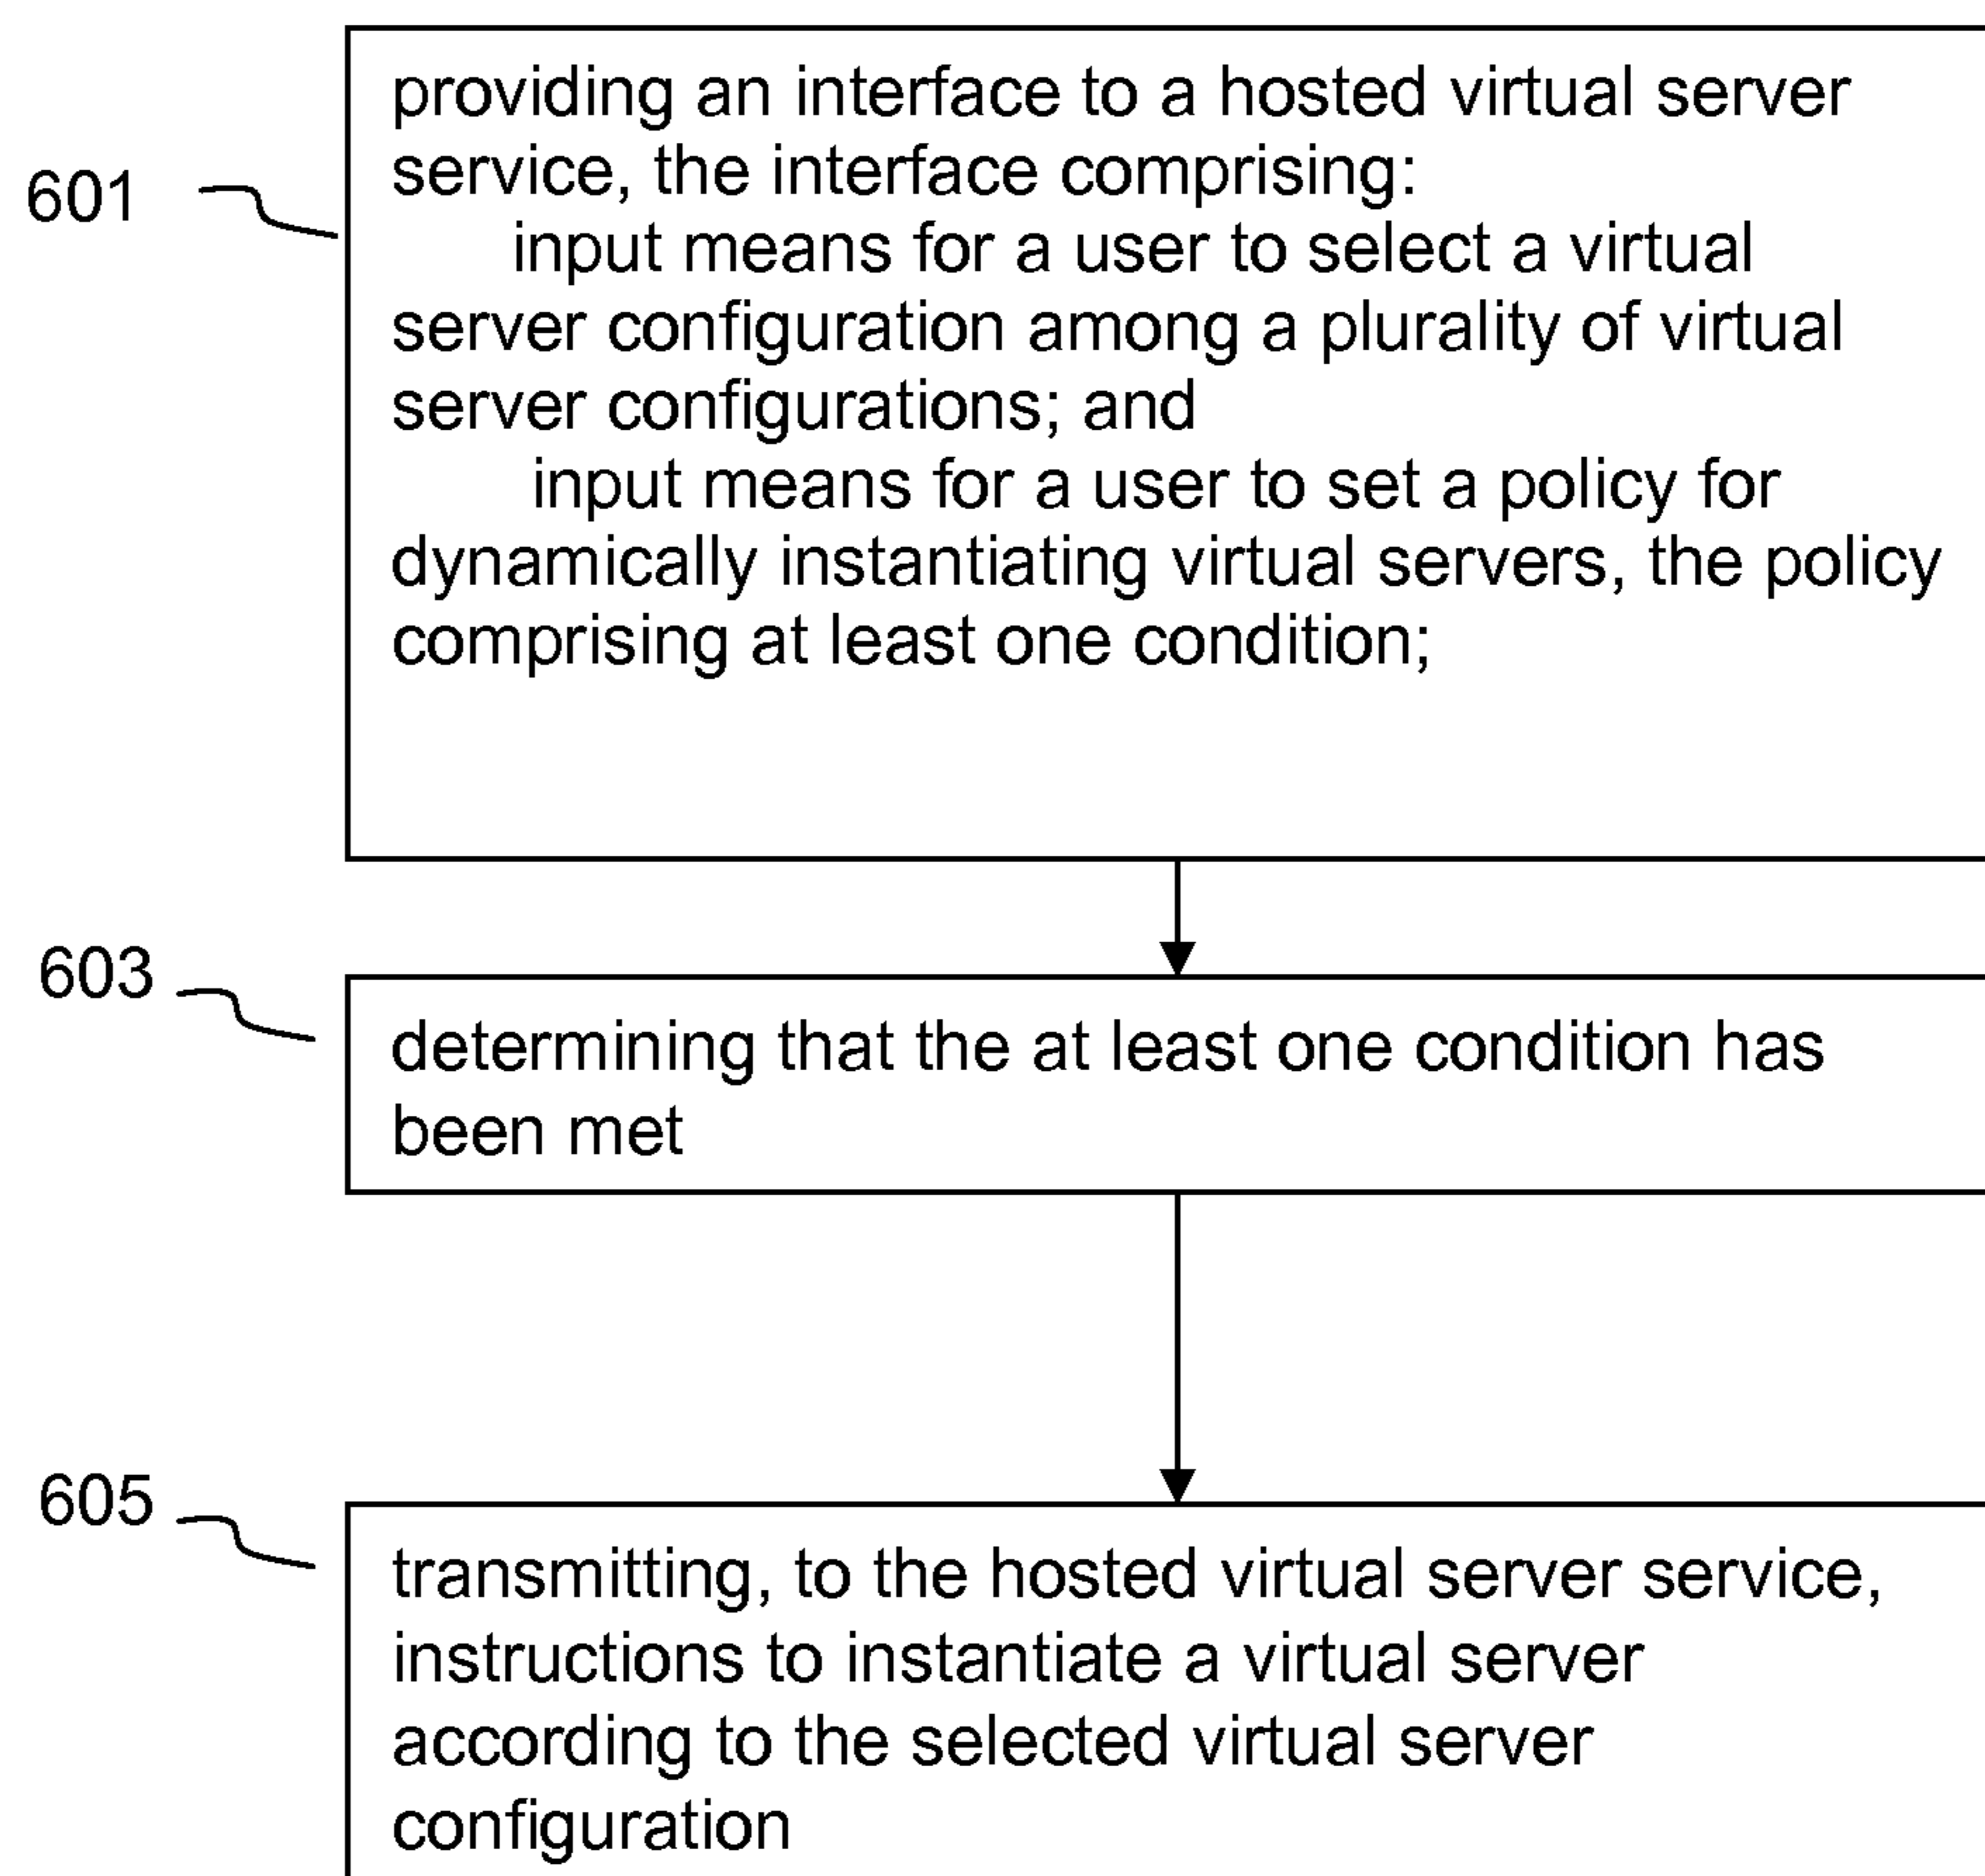 601
providing an interface to a hosted virtual server
service, the interface comprising:
input means for a user to select a virtual
server configuration among a plurality of virtual
server configurations; and
input means for a user to set a policy for
dynamically instantiating virtual servers, the policy
comprising at least one condition;
603
determining that the at least one condition has
been met
605
transmitting, to the hosted virtual server service,
instructions to instantiate a virtual server
according to the selected virtual server
configuration